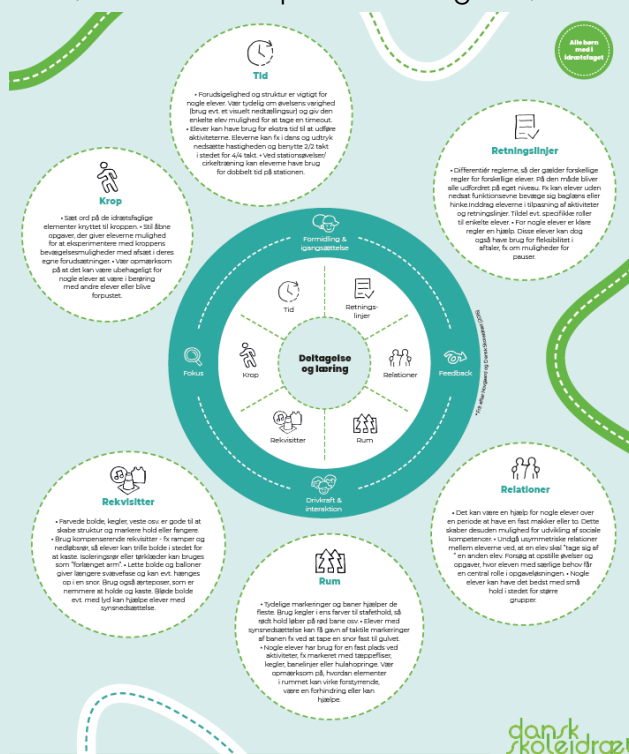 Alle børn
med i
idrætsfaget
Tid
• Forudsigelighed og struktur er vigtigt for
nogle elever. Vær tydelig om øvelsens varighed
(brug evt. et visuelt nedtællingsur) og giv den
enkelte elev mulighed for at tage en timeout.
• Elever kan have brug for ekstra tid til at udføre
aktiviteterne. Eleverne kan fx i dans og udtryk
nedsætte hastigheden og benytte 2/2 takt
i stedet for 4/4 takt. • Ved stationsøvelser/
cirkeltræning kan eleverne have brug
for dobbelt tid på stationen.
Retningslinjer
• Differentiér reglerne, så der gælder forskellige
regler for forskellige elever. På den måde bliver
alle udfordret på eget niveau. Fx kan elever uden
nedsat funktionsevne bevæge sig baglæns eller
hinke. Inddrag eleverne i tilpasning af aktiviteter
og retningslinjer. Tildel evt. specifikke roller
til enkelte elever. • For nogle elever er klare
regler en hjælp. Disse elever kan dog
også have brug for fleksibilitet i
aftaler, fx om muligheder for
pauser.
Krop
• Sæt ord på de idrætsfaglige
elementer knyttet til kroppen. • Stil åbne
opgaver, der giver eleverne mulighed
for at eksperimentere med kroppens
bevægelsesmuligheder med afsæt i deres
egne forudsætninger. • Vær opmærksom
på at det kan være ubehageligt for
nogle elever at være i berøring
med andre elever eller blive
forpustet.
Formidling &
igangsættelse
Tid
Retnings-
linjer
Fokus
Krop
Deltagelse
og læring
Relationer
Feedback
Rekvisitter
Rum
Drivkraft &
interaktion
Rekvisitter
• Farvede bolde, kegler, veste osv. er gode til at
skabe struktur og markere hold eller fangere.
• Brug kompenserende rekvisitter - fx ramper og
nedløbsrør, så elever kan trille bolde i stedet for
at kaste. Isoleringsrør eller tørklæder kan bruges
som "forlænget arm". • Lette bolde og balloner
giver længere svævefase og kan evt. hænges
op i en snor. Brug også ærteposer, som er
nemmere at holde og kaste. Bløde bolde
evt. med lyd kan hjælpe elever med
synsnedsættelse.
Relationer
• Det kan være en hjælp for nogle elever over
en periode at have en fast makker eller to. Dette
skaber desuden mulighed for udvikling af sociale
kompetencer. • Undgå usymmetriske relationer
mellem eleverne ved, at en elev skal "tage sig af
" en anden elev. Forsøg at opstille øvelser og
opgaver, hvor eleven med særlige behov får
en central rolle i opgaveløsningen. • Nogle
elever kan have det bedst med små
hold i stedet for større
grupper.
Rum
• Tydelige markeringer og baner hjælper de
fleste. Brug kegler i ens farver til stafethold, så
rødt hold løber på rød bane osv. • Elever med
synsnedsættelse kan få gavn af taktile markeringer
af banen fx ved at tape en snor fast til gulvet.
• Nogle elever har brug for en fast plads ved
aktiviteter, fx markeret med tæppefliser,
kegler, banelinjer eller hulahopringe. Vær
opmærksom på, hvordan elementer
i rummet kan virke forstyrrende,
være en forhindring eller kan
hjælpe.
dansk
skoleidræt